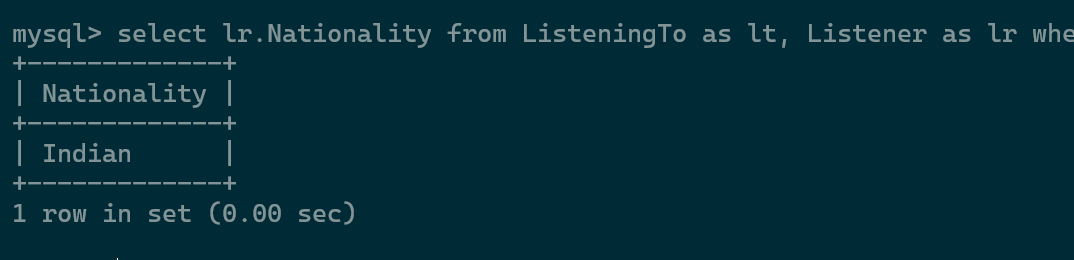 mysql> select lr.Nationality from ListeningTo as lt, Listener as lr whe
+-------------+
| Nationality |
+-------------+
| Indian      |
+-------------+
1 row in set (0.00 sec)